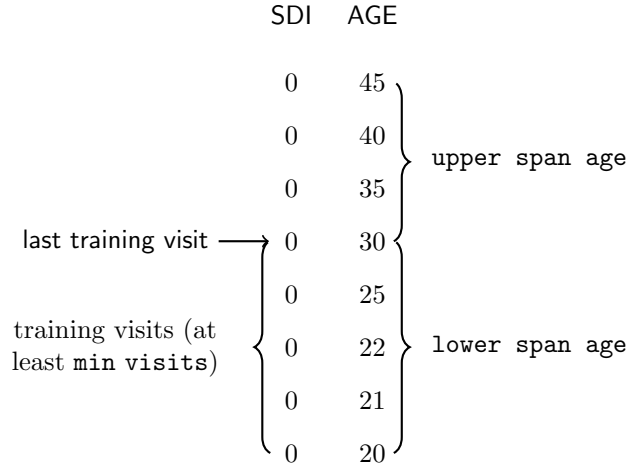 SDI AGE
0 45
0 40
upper span age
0 35
last training visit 0 30
0 25
training visits (at
least min visits)
0 22
lower span age
0 21
0 20